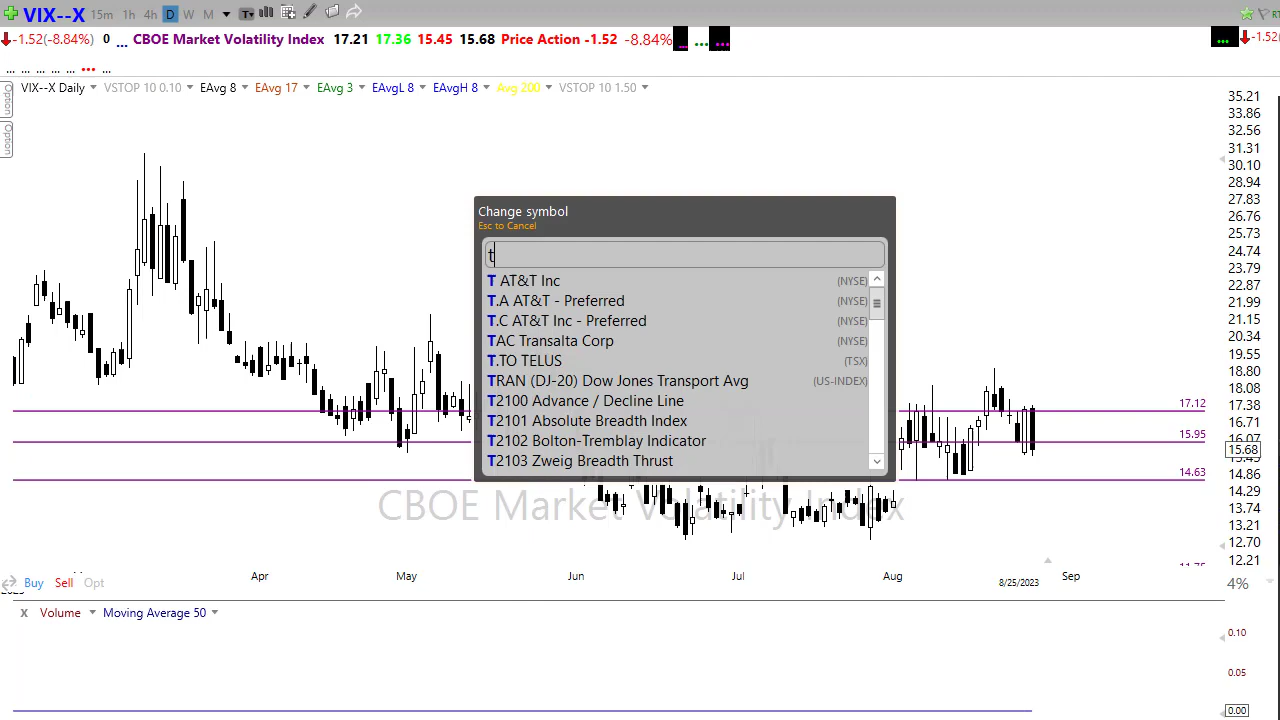 VIX--X 15m 1h 4h D W M
-1.52(-8.84%) 0 ... CBOE Market Volatility Index 17.21 17.36 15.45 15.68 Price Action -1.52 -8.84% ... ... ... ... -1.52
... ... ... ... ... ... ...
VIX--X Daily VSTOP 10 0.10 EAvg 8 EAvg 17 EAvg 3 EAvgL 8 EAvgH 8 Avg 200 VSTOP 10 1.50
Option
Option
35.21
33.86
32.56
31.31
30.10
28.94
27.83
26.76
25.73
24.74
23.79
22.87
21.99
21.15
20.34
19.55
18.80
18.08
17.38
16.71
16.07
15.68
14.86
14.29
13.74
13.21
12.70
12.21
17.12
15.95
14.63
11.75
Change symbol
Esc to Cancel
t
T AT&T Inc (NYSE)
T.A AT&T - Preferred (NYSE)
T.C AT&T Inc - Preferred (NYSE)
TAC Transalta Corp (NYSE)
T.TO TELUS (TSX)
TRAN (DJ-20) Dow Jones Transport Avg (US-INDEX)
T2100 Advance / Decline Line
T2101 Absolute Breadth Index
T2102 Bolton-Tremblay Indicator
T2103 Zweig Breadth Thrust
CBOE Market Volatility Index
Apr May Jun Jul Aug 8/25/2023 Sep
Buy Sell Opt 4%
X Volume Moving Average 50
0.10
0.05
0.00